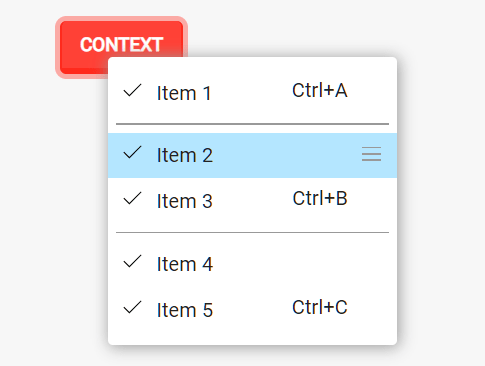 CONTEXT
Item 1 Ctrl+A
Item 2
Item 3 Ctrl+B
Item 4
Item 5 Ctrl+C